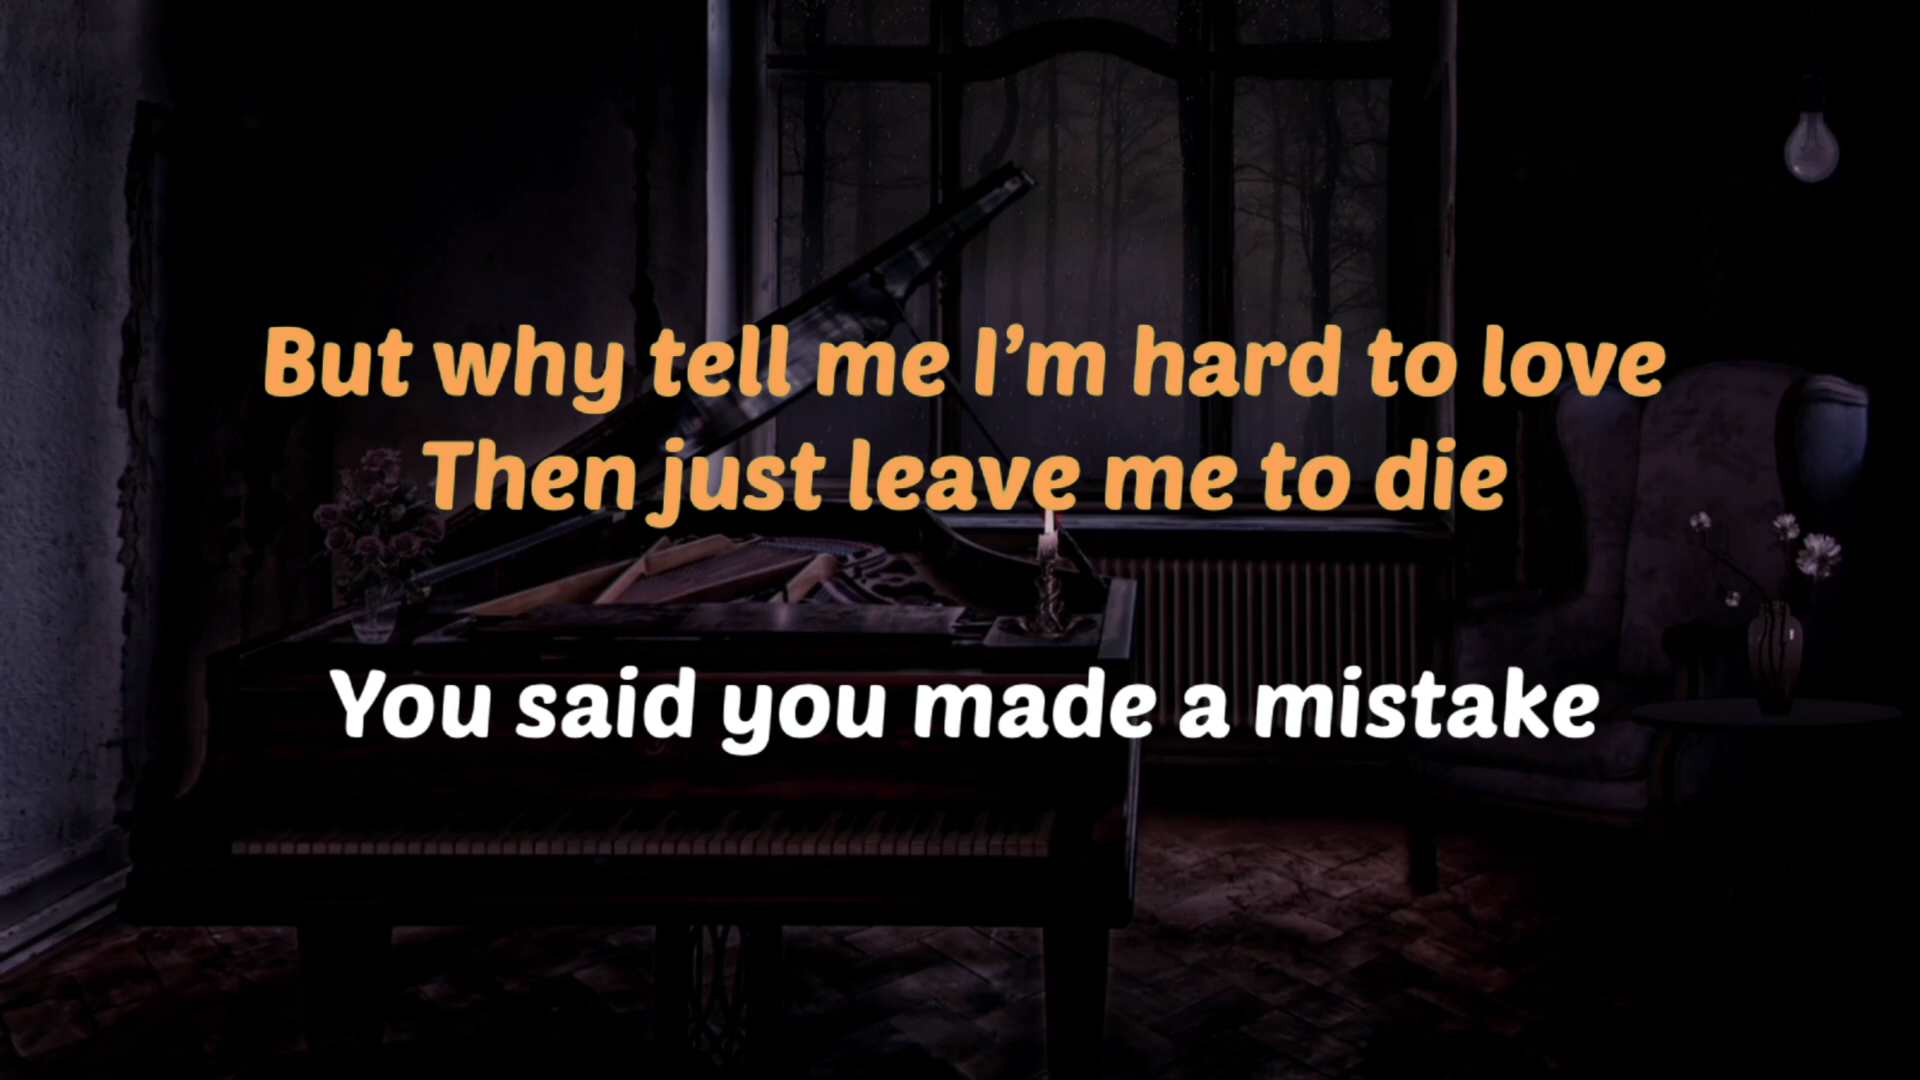 But why tell me I’m hard to love
Then just leave me to die
You said you made a mistake